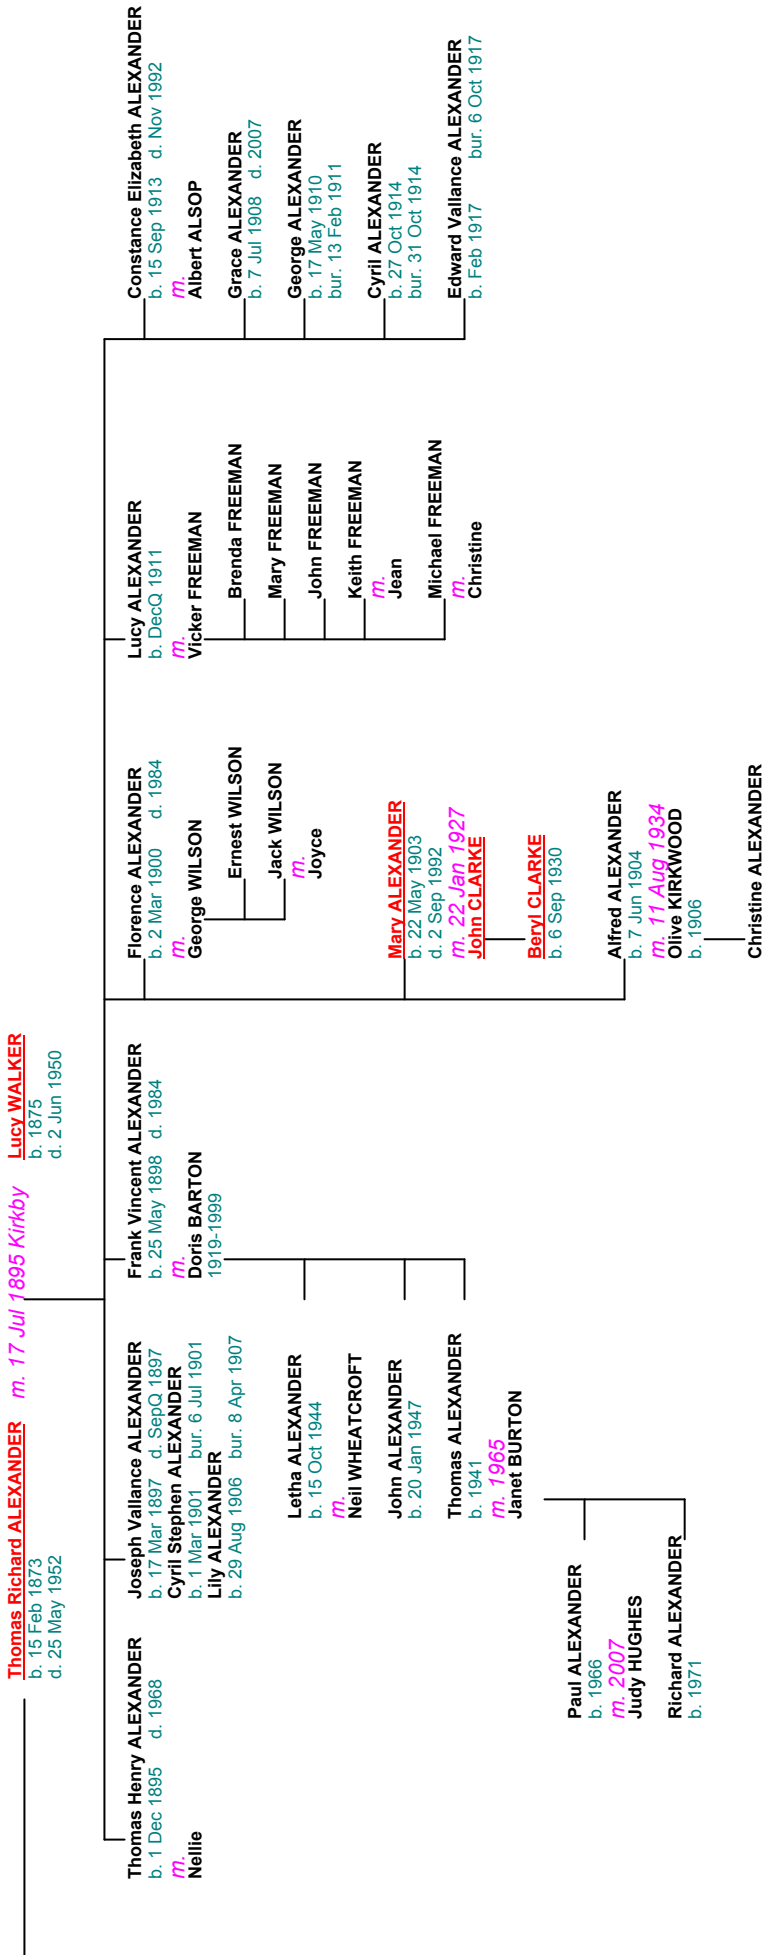 Thomas Richard ALEXANDER m. 17 Jul 1895 Kirkby Lucy WALKER
b. 15 Feb 1873 b. 1875
d. 25 May 1952 d. 2 Jun 1950
Thomas Henry ALEXANDER
b. 1 Dec 1895 d. 1968
m.
Nellie
Joseph Vallance ALEXANDER
b. 17 Mar 1897 d. SepQ 1897
Cyril Stephen ALEXANDER
b. 1 Mar 1901 bur. 6 Jul 1901
Lily ALEXANDER
b. 29 Aug 1906 bur. 8 Apr 1907
Frank Vincent ALEXANDER
b. 25 May 1898 d. 1984
m.
Doris BARTON
1919-1999
Letha ALEXANDER
b. 15 Oct 1944
m.
Neil WHEATCROFT
John ALEXANDER
b. 20 Jan 1947
Thomas ALEXANDER
b. 1941
m. 1965
Janet BURTON
Paul ALEXANDER
b. 1966
m. 2007
Judy HUGHES
Richard ALEXANDER
b. 1971
Florence ALEXANDER
b. 2 Mar 1900 d. 1984
m.
George WILSON
Ernest WILSON
Jack WILSON
m.
Joyce
Mary ALEXANDER
b. 22 May 1903
d. 2 Sep 1992
m. 22 Jan 1927
John CLARKE
Beryl CLARKE
b. 6 Sep 1930
Alfred ALEXANDER
b. 7 Jun 1904
m. 11 Aug 1934
Olive KIRKWOOD
b. 1906
Christine ALEXANDER
Lucy ALEXANDER
b. DecQ 1911
m.
Vicker FREEMAN
Brenda FREEMAN
Mary FREEMAN
John FREEMAN
Keith FREEMAN
m.
Jean
Michael FREEMAN
m.
Christine
Constance Elizabeth ALEXANDER
b. 15 Sep 1913 d. Nov 1992
m.
Albert ALSOP
Grace ALEXANDER
b. 7 Jul 1908 d. 2007
George ALEXANDER
b. 17 May 1910
bur. 13 Feb 1911
Cyril ALEXANDER
b. 27 Oct 1914
bur. 31 Oct 1914
Edward Vallance ALEXANDER
b. Feb 1917 bur. 6 Oct 1917